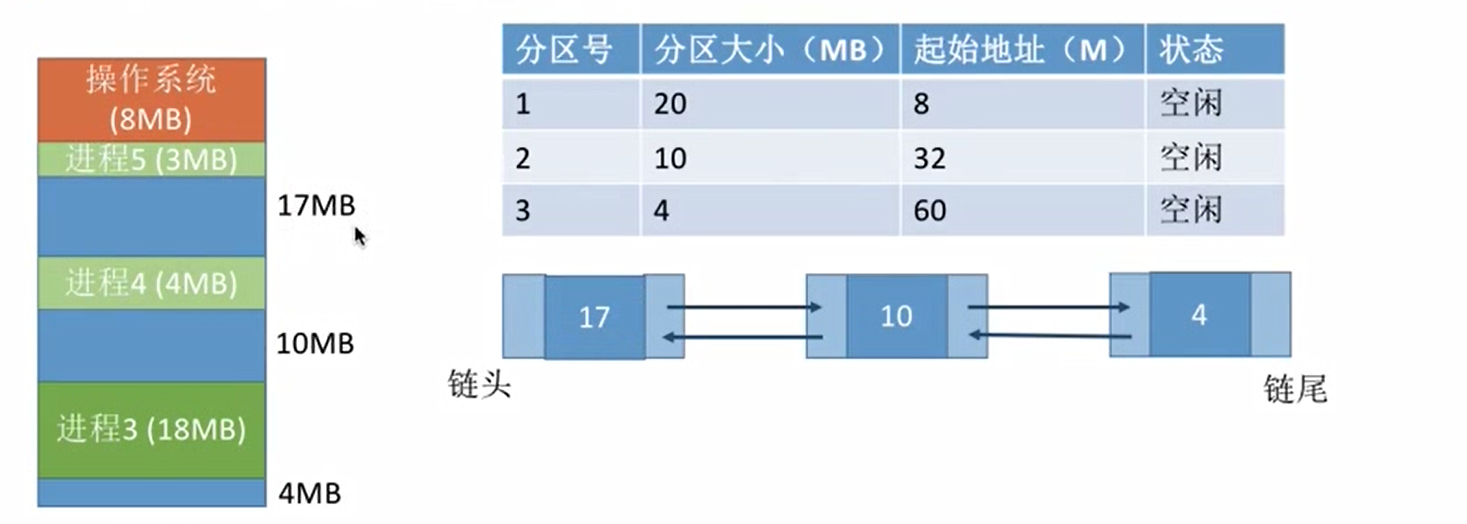 操作系统
(8MB)
进程5 (3MB)
17MB
进程4 (4MB)
10MB
进程3 (18MB)
4MB
分区号 分区大小（MB） 起始地址（M） 状态
1 20 8 空闲
2 10 32 空闲
3 4 60 空闲
17 10 4
链头 链尾